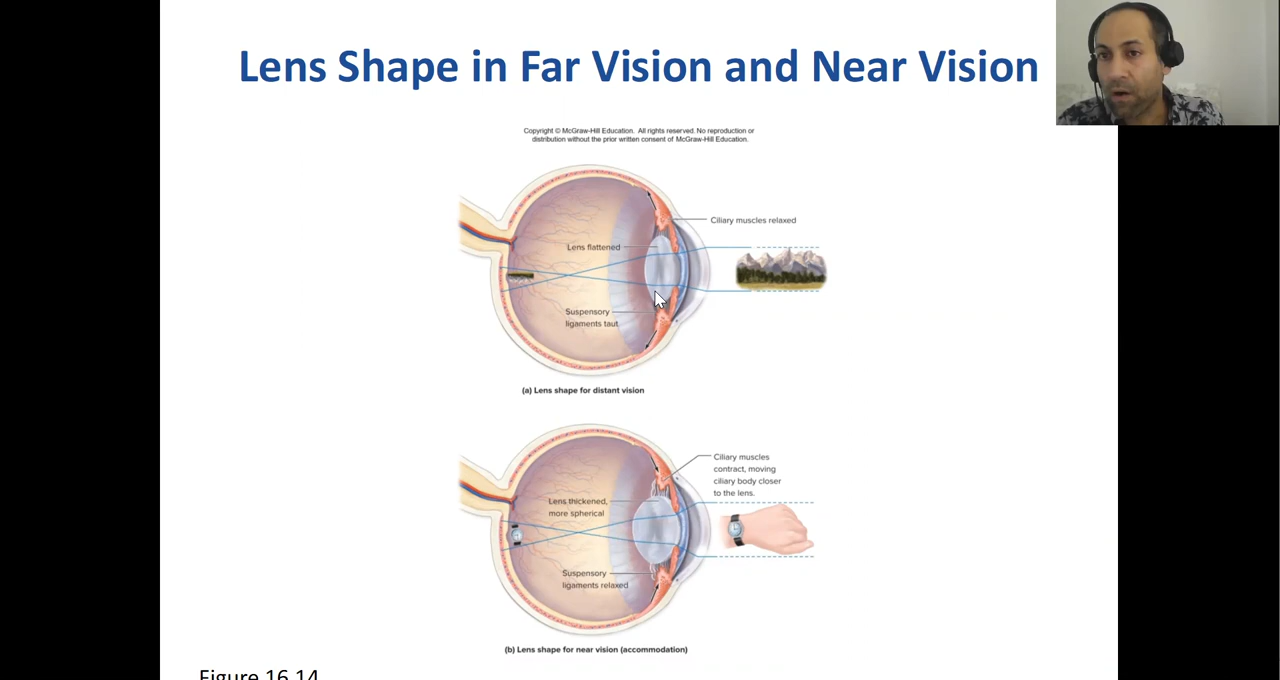 Lens Shape in Far Vision and Near Vision
Copyright © McGraw-Hill Education. All rights reserved. No reproduction or
distribution without the prior written consent of McGraw-Hill Education.
Ciliary muscles relaxed
Lens flattened
Suspensory
ligaments taut
(a) Lens shape for distant vision
Ciliary muscles
contract, moving
ciliary body closer
to the lens.
Lens thickened,
more spherical
Suspensory
ligaments relaxed
(b) Lens shape for near vision (accommodation)
Figure 16.14